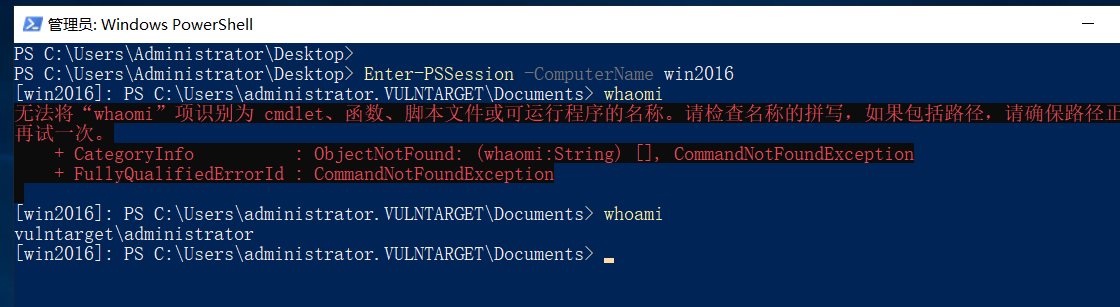 管理员: Windows PowerShell
PS C:\Users\Administrator\Desktop>
PS C:\Users\Administrator\Desktop> Enter-PSSession -ComputerName win2016
[win2016]: PS C:\Users\administrator.VULNTARGET\Documents> whaomi
无法将“whaomi”项识别为 cmdlet、函数、脚本文件或可运行程序的名称。请检查名称的拼写，如果包括路径，请确保路径正
再试一次。
    + CategoryInfo          : ObjectNotFound: (whaomi:String) [], CommandNotFoundException
    + FullyQualifiedErrorId : CommandNotFoundException
[win2016]: PS C:\Users\administrator.VULNTARGET\Documents> whoami
vulntarget\administrator
[win2016]: PS C:\Users\administrator.VULNTARGET\Documents>